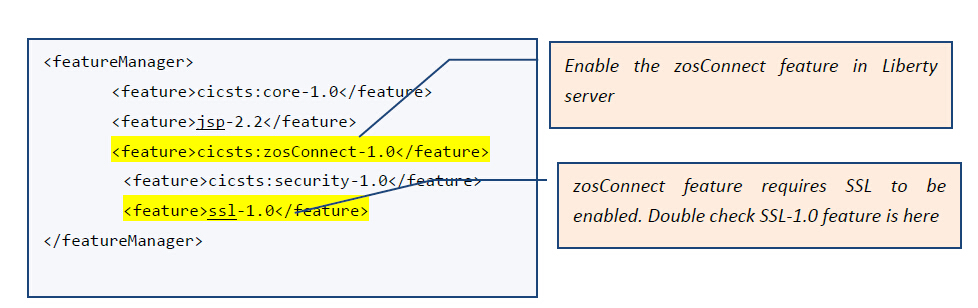 <featureManager>
<feature>cicsts:core-1.0</feature>
<feature>jsp-2.2</feature>
<feature>cicsts:zosConnect-1.0</feature>
<feature>cicsts:security-1.0</feature>
<feature>ssl-1.0</feature>
</featureManager>
Enable the zosConnect feature in Liberty
server
zosConnect feature requires SSL to be
enabled. Double check SSL-1.0 feature is here